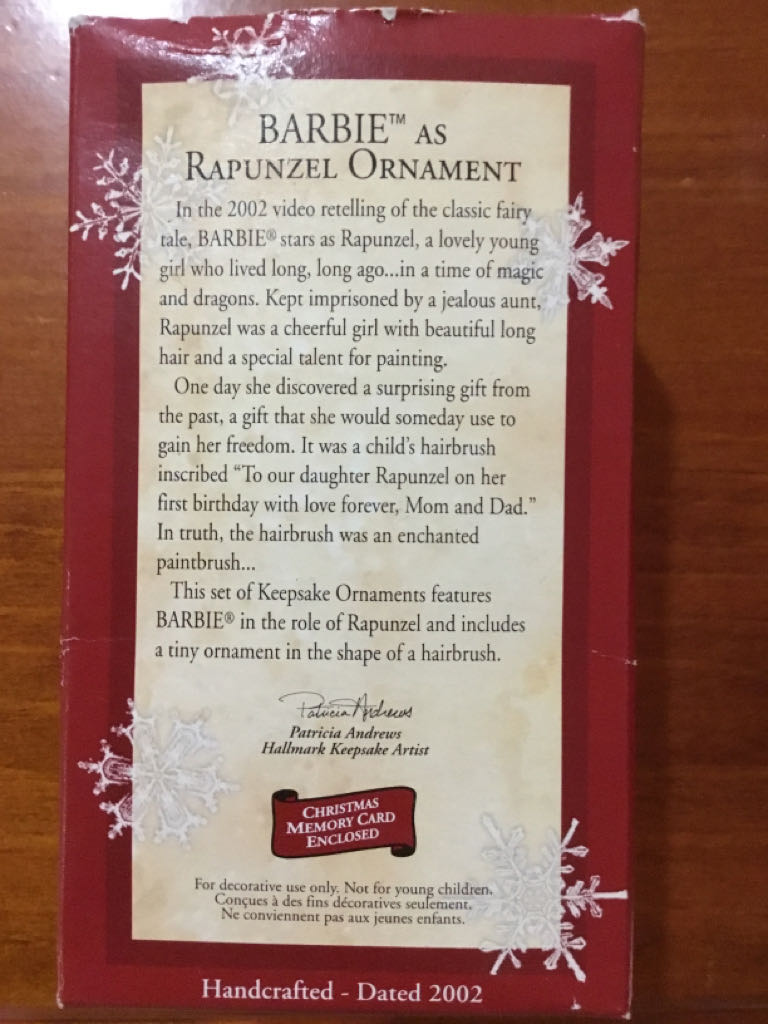 BARBIE™ AS
RAPUNZEL ORNAMENT
In the 2002 video retelling of the classic fairy
tale, BARBIE® stars as Rapunzel, a lovely young
girl who lived long, long ago...in a time of magic
and dragons. Kept imprisoned by a jealous aunt,
Rapunzel was a cheerful girl with beautiful long
hair and a special talent for painting.
One day she discovered a surprising gift from
the past, a gift that she would someday use to
gain her freedom. It was a child's hairbrush
inscribed “To our daughter Rapunzel on her
first birthday with love forever, Mom and Dad.”
In truth, the hairbrush was an enchanted
paintbrush...
This set of Keepsake Ornaments features
BARBIE® in the role of Rapunzel and includes
a tiny ornament in the shape of a hairbrush.
Patricia Andrews
Patricia Andrews
Hallmark Keepsake Artist
CHRISTMAS
MEMORY CARD
ENCLOSED
For decorative use only. Not for young children.
Conçues à des fins décoratives seulement.
Ne conviennent pas aux jeunes enfants.
Handcrafted - Dated 2002